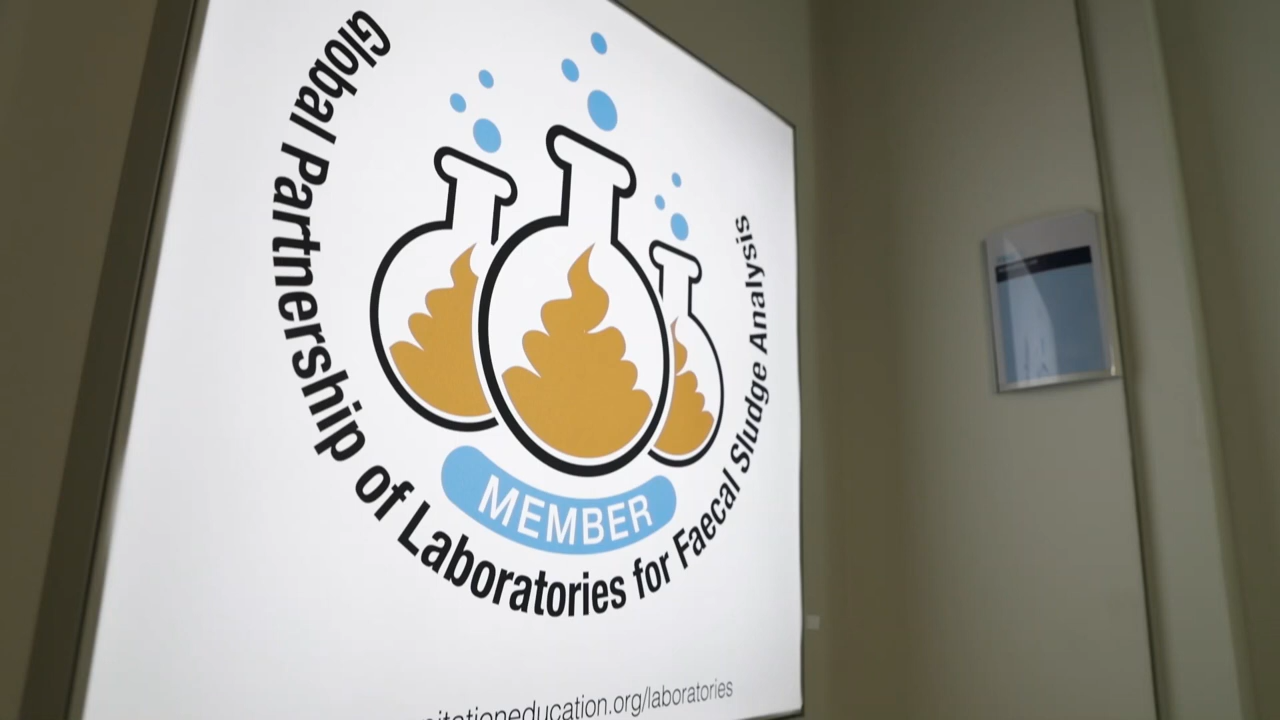 Global Partnership of Laboratories for Faecal Sludge Analysis
MEMBER
itationeducation.org/laboratories